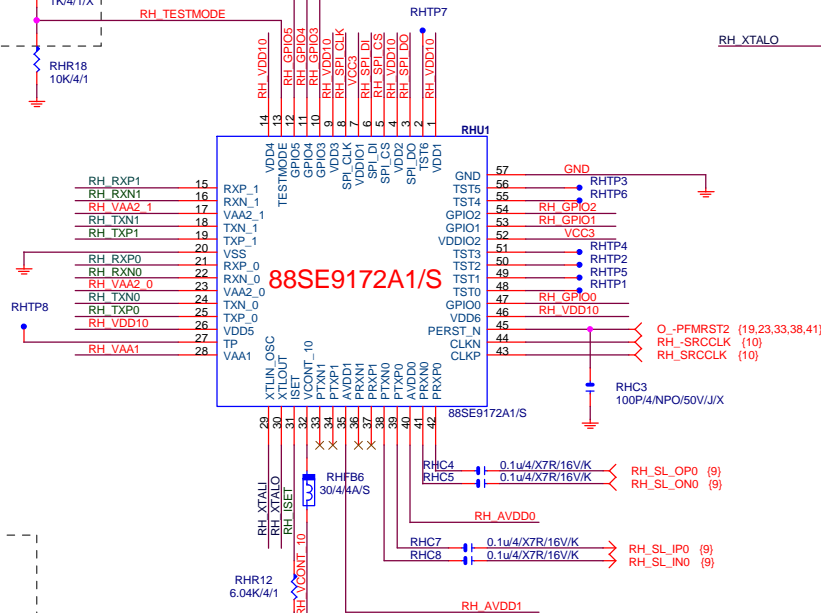 1K/4/1/X
RH_TESTMODE
RHTP7
RH_XTALO
RHR18
10K/4/1
RH_VDD10
RH_GPIO5
RH_GPIO4
RH_GPIO3
RH_VDD10
RH_SPI_CLK
VCC3
RH_SPI_DI
RH_SPI_CS
RH_VDD10
RH_SPI_DO
RH_VDD10
14 13 12 11 10 9 8 7 6 5 4 3 2 1
RHU1
VDD4
TESTMODE
GPIO5
GPIO4
GPIO3
VDD3
SPI_CLK
VDDIO1
SPI_DI
SPI_CS
VDD2
SPI_DO
TST6
VDD1
RH_RXP1 15 RXP_1
RH_RXN1 16 RXN_1
RH_VAA2_1 17 VAA2_1
RH_TXN1 18 TXN_1
RH_TXP1 19 TXP_1
20 VSS
RH_RXP0 21 RXP_0
RH_RXN0 22 RXN_0
RH_VAA2_0 23 VAA2_0
RH_TXN0 24 TXN_0
RH_TXP0 25 TXP_0
RH_VDD10 26 VDD5
RHTP8
27 TP
RH_VAA1 28 VAA1
88SE9172A1/S
GND 57 GND
TST5 56 RHTP3
TST4 55 RHTP6
GPIO2 54 RH_GPIO2
GPIO1 53 RH_GPIO1
VDDIO2 52 VCC3
TST3 51 RHTP4
TST2 50 RHTP2
TST1 49 RHTP5
TST0 48 RHTP1
GPIO0 47 RH_GPIO0
VDD6 46 RH_VDD10
PERST_N 45 O_-PFMRST2 {19,23,33,38,41}
CLKN 44 RH_-SRCCLK {10}
CLKP 43 RH_SRCCLK {10}
RHC3
100P/4/NPO/50V/J/X
XTLIN_OSC
XTLOUT
ISET
VCONT_10
PTXN1
PTXP1
AVDD1
PRXN1
PRXP1
PTXN0
PTXP0
AVDD0
PRXN0
PRXP0
88SE9172A1/S
29 30 31 32 33 34 35 36 37 38 39 40 41 42
RH_XTALI
RH_XTALO
RH_ISET
RHFB6
30/4/4A/S
RHC4 0.1u/4/X7R/16V/K RH_SL_OP0 {9}
RHC5 0.1u/4/X7R/16V/K RH_SL_ON0 {9}
RH_AVDD0
RHC7 0.1u/4/X7R/16V/K RH_SL_IP0 {9}
RHC8 0.1u/4/X7R/16V/K RH_SL_IN0 {9}
RH_VCONT_10
RHR12
6.04K/4/1
RH_AVDD1